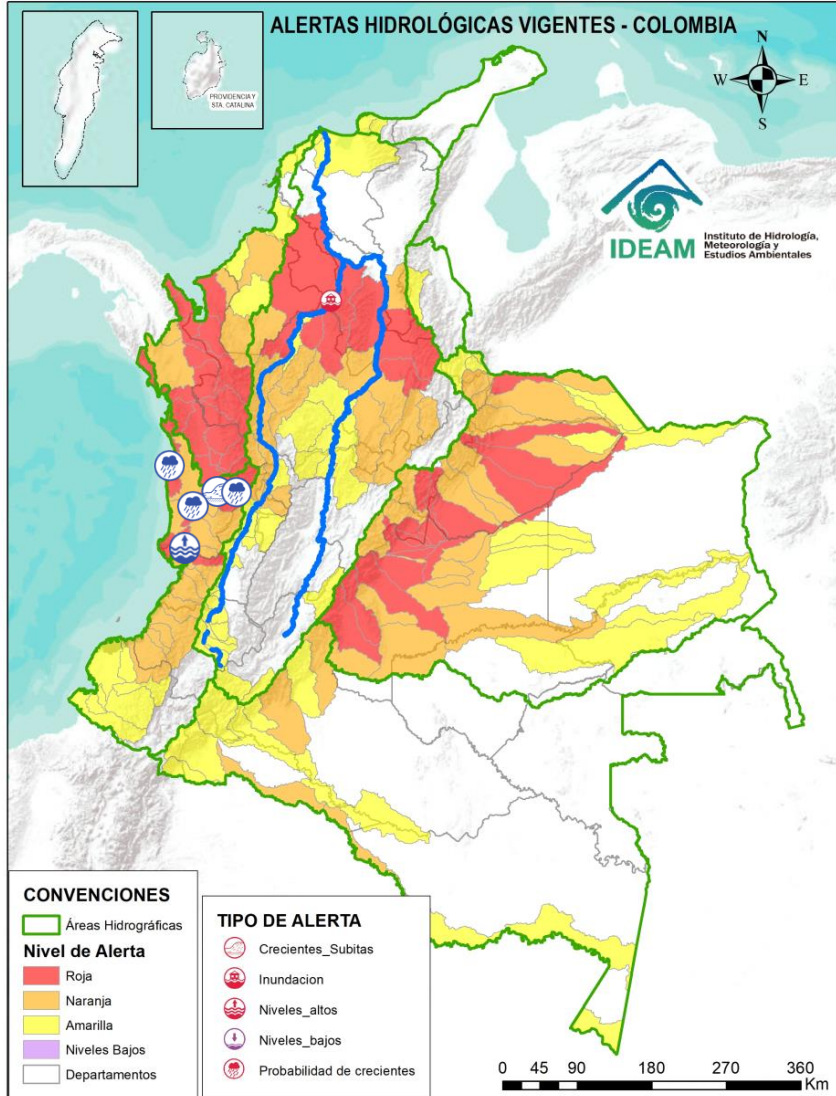 ALERTAS HIDROLÓGICAS VIGENTES - COLOMBIA
PROVIDENCIA Y
STA. CATALINA
N
W
E
S
IDEAM
Instituto de Hidrología,
Meteorología y
Estudios Ambientales
CONVENCIONES
Áreas Hidrográficas
Nivel de Alerta
Roja
Naranja
Amarilla
Niveles Bajos
Departamentos
TIPO DE ALERTA
Crecientes_Subitas
Inundacion
Niveles_altos
Niveles_bajos
Probabilidad de crecientes
0 45 90 180 270 360
Km